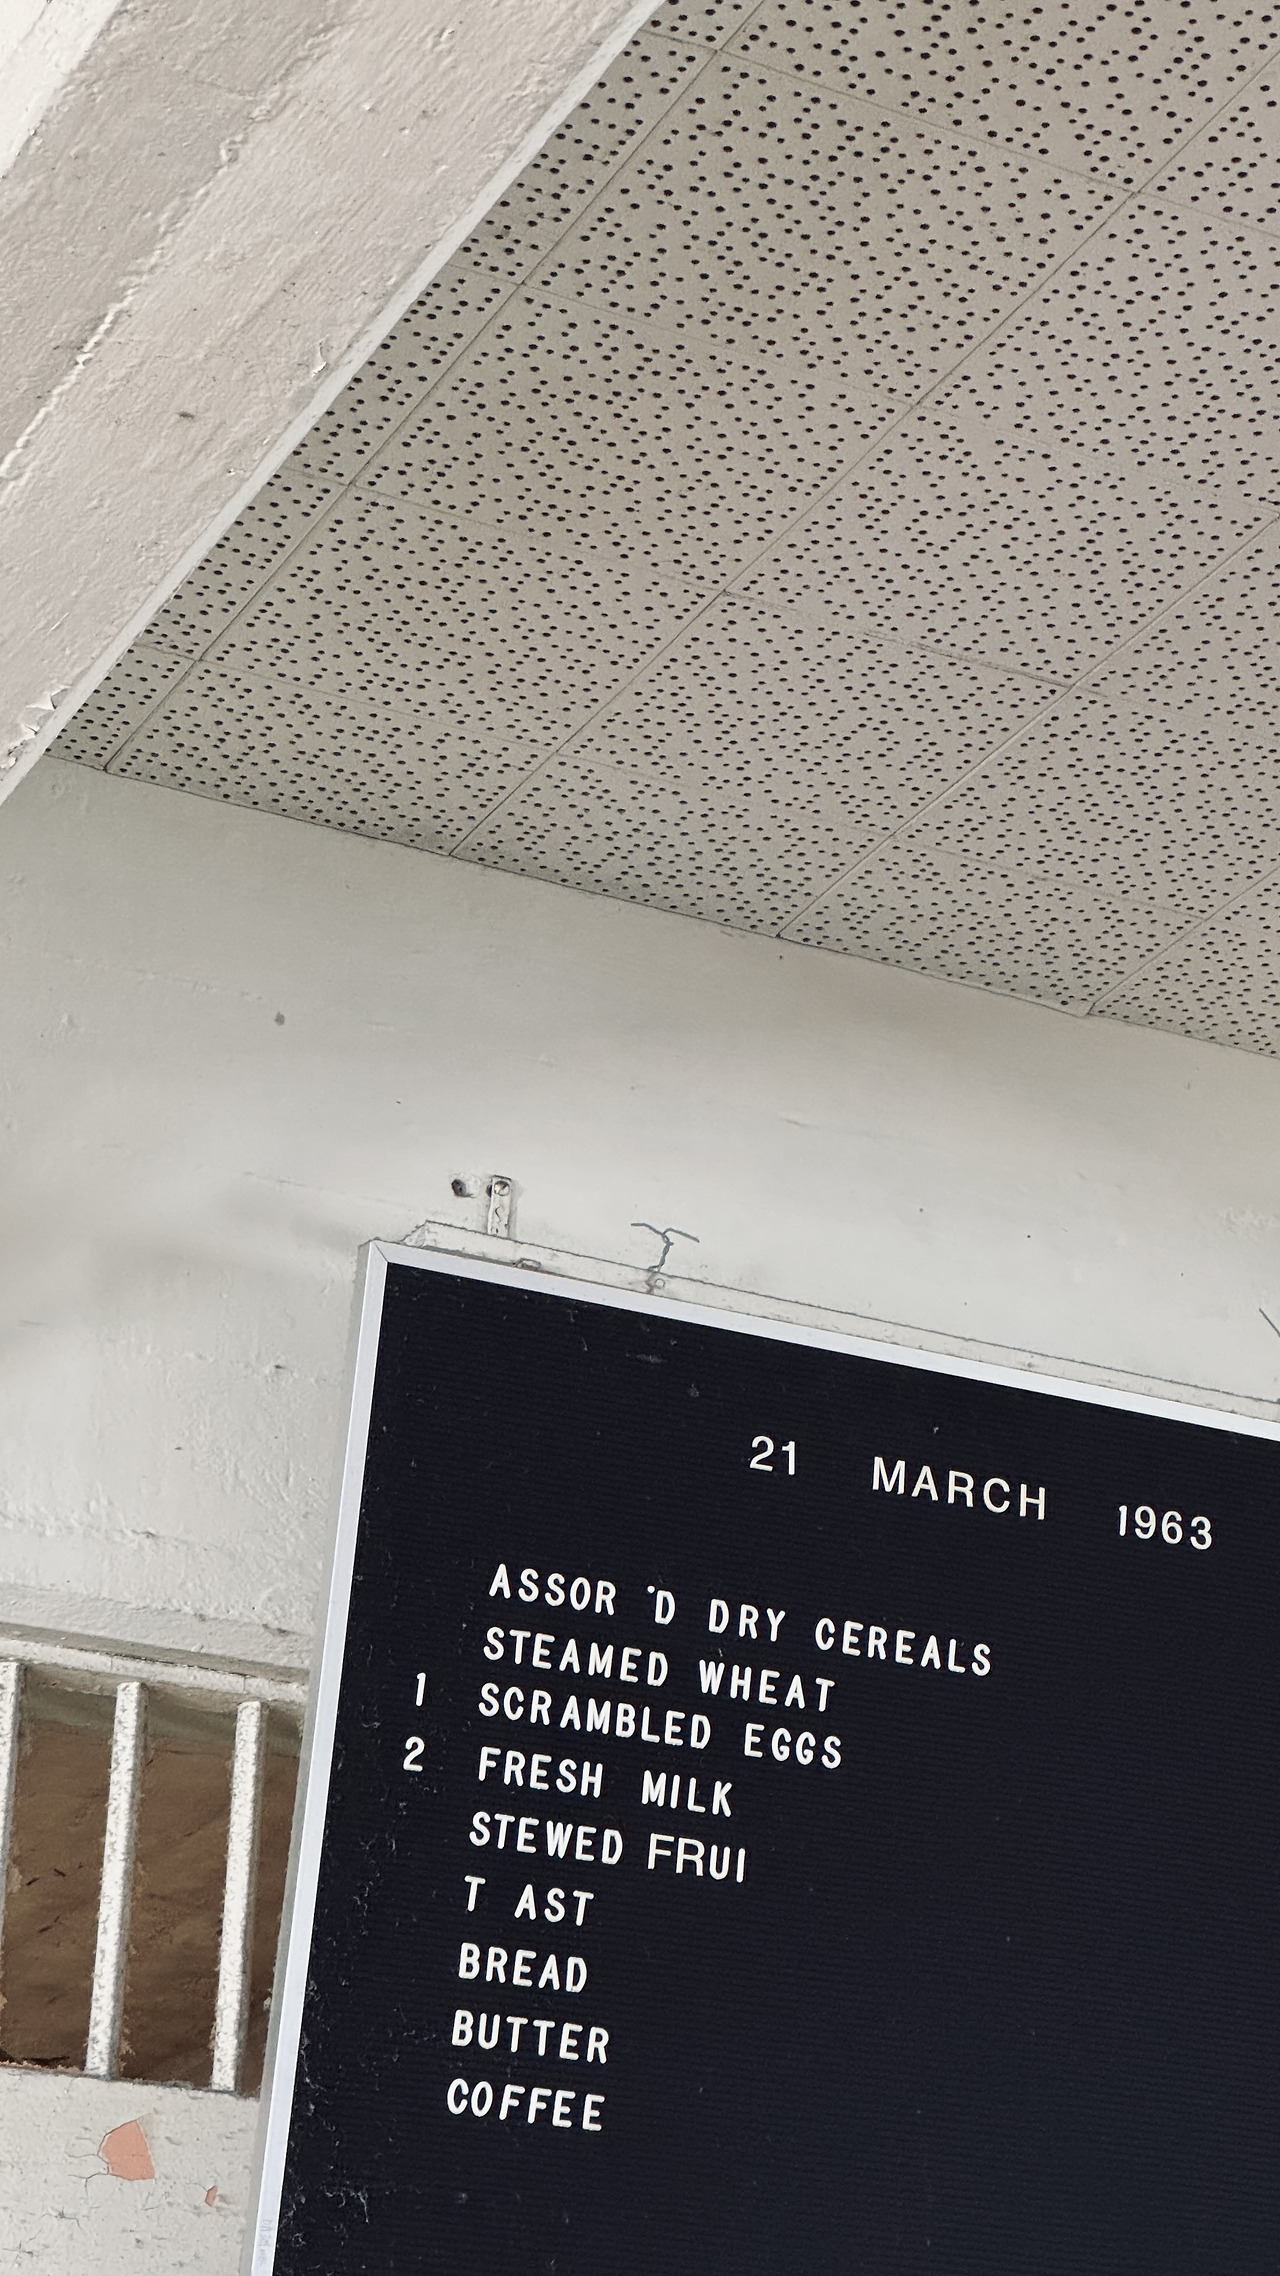 21 MARCH 1963
ASSOR 'D DRY CEREALS
STEAMED WHEAT
1 SCRAMBLED EGGS
2 FRESH MILK
STEWED FRUI
T AST
BREAD
BUTTER
COFFEE